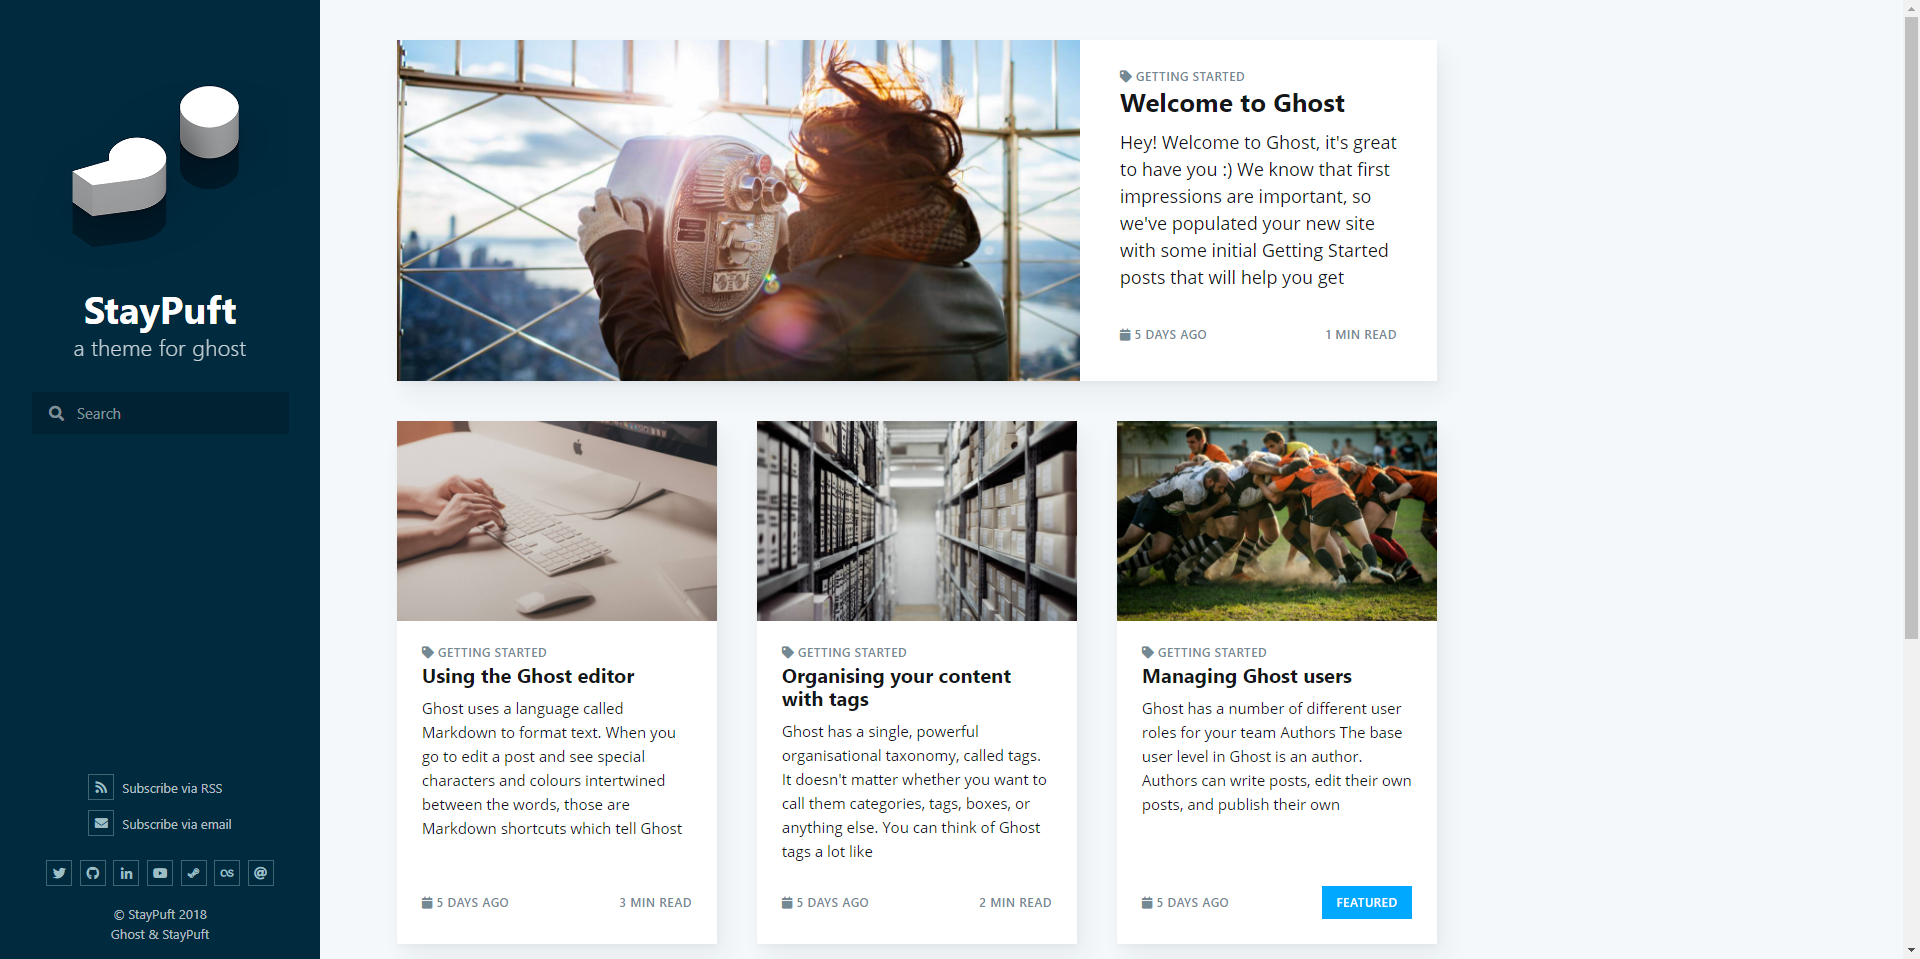 StayPuft
a theme for ghost
Search
Subscribe via RSS
Subscribe via email
© StayPuft 2018
Ghost & StayPuft
GETTING STARTED
Welcome to Ghost
Hey! Welcome to Ghost, it's great
to have you :) We know that first
impressions are important, so
we've populated your new site
with some initial Getting Started
posts that will help you get
5 DAYS AGO
1 MIN READ
GETTING STARTED
Using the Ghost editor
Ghost uses a language called
Markdown to format text. When you
go to edit a post and see special
characters and colours intertwined
between the words, those are
Markdown shortcuts which tell Ghost
5 DAYS AGO
3 MIN READ
GETTING STARTED
Organising your content
with tags
Ghost has a single, powerful
organisational taxonomy, called tags.
It doesn't matter whether you want to
call them categories, tags, boxes, or
anything else. You can think of Ghost
tags a lot like
5 DAYS AGO
2 MIN READ
GETTING STARTED
Managing Ghost users
Ghost has a number of different user
roles for your team Authors The base
user level in Ghost is an author.
Authors can write posts, edit their own
posts, and publish their own
5 DAYS AGO
FEATURED